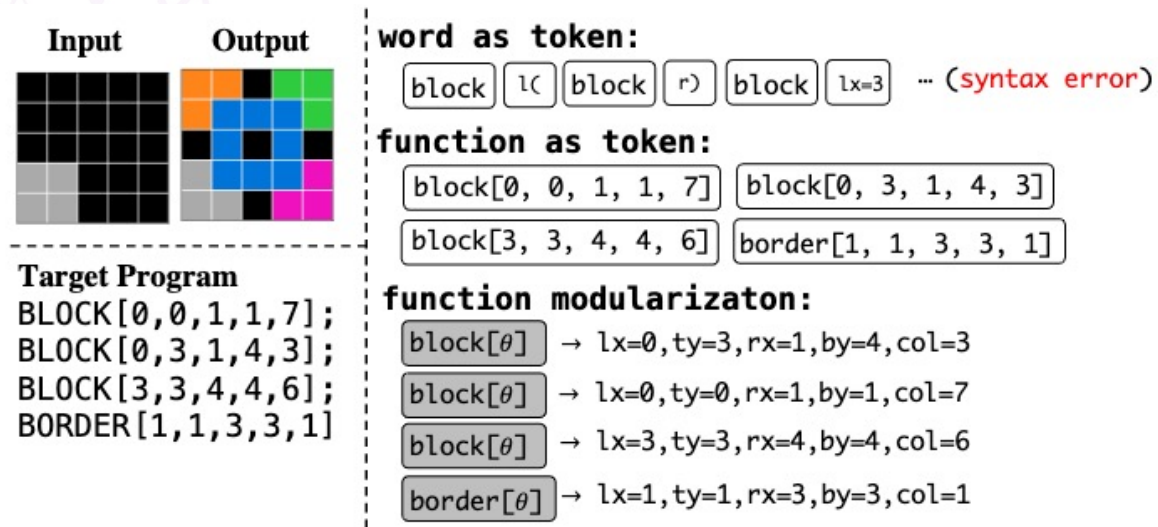 Input Output
Target Program
BLOCK[0,0,1,1,7];
BLOCK[0,3,1,4,3];
BLOCK[3,3,4,4,6];
BORDER[1,1,3,3,1]
word as token:
block l( block r) block lx=3 … (syntax error)
function as token:
block[0, 0, 1, 1, 7] block[0, 3, 1, 4, 3]
block[3, 3, 4, 4, 6] border[1, 1, 3, 3, 1]
function modularizaton:
block[θ] → lx=0,ty=3,rx=1,by=4,col=3
block[θ] → lx=0,ty=0,rx=1,by=1,col=7
block[θ] → lx=3,ty=3,rx=4,by=4,col=6
border[θ] → lx=1,ty=1,rx=3,by=3,col=1